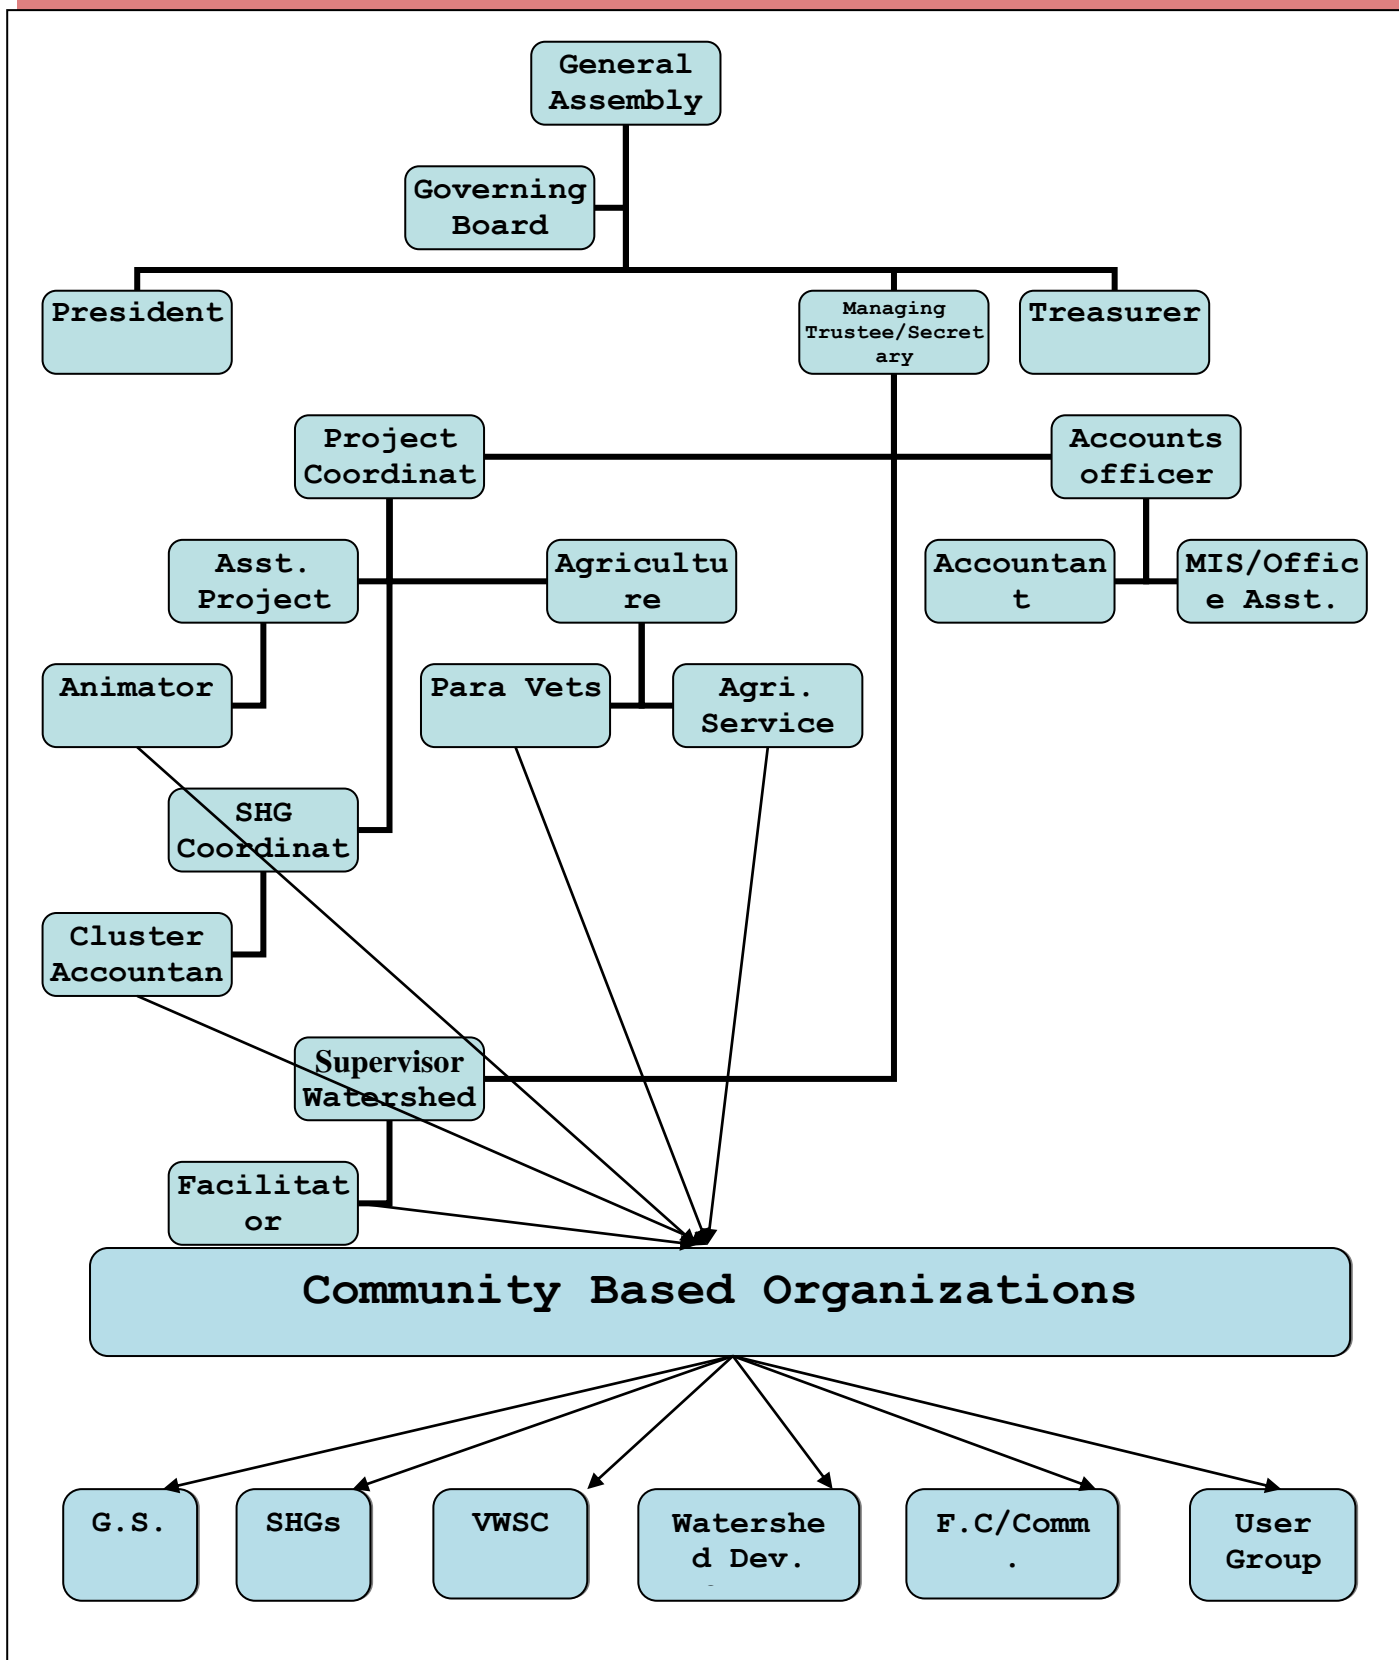 General
Assembly
Governing
Board
President
Managing
Trustee/Secret
ary
Treasurer
Project
Coordinat
Accounts
officer
Asst.
Project
Agricultu
re
Accountan
t
MIS/Offic
e Asst.
Animator
Para Vets
Agri.
Service
SHG
Coordinat
Cluster
Accountan
Supervisor
Watershed
Facilitat
or
Community Based Organizations
G.S.
SHGs
VWSC
Watershe
d Dev.
F.C/Comm
.
User
Group